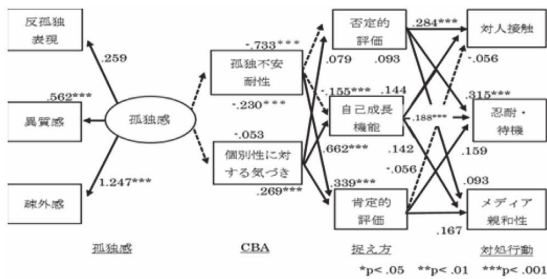 反孤独
表現
異質感
疎外感
孤独感
.259
.562***
1.247***
-.733***
孤独不安
耐性
-.230***
-.053
個別性に対
する気づき
.269***
否定的
評価
.079 .093
-.155*** .144
自己成長
機能
.662*** .142
-.056
.339***
肯定的
評価
.284***
-.056
.315***
.188***
.159
.093
.167
対人接触
忍耐・
待機
メディア
親和性
孤独感 CBA 捉え方 対処行動
*p< .05 **p< .01 ***p< .001